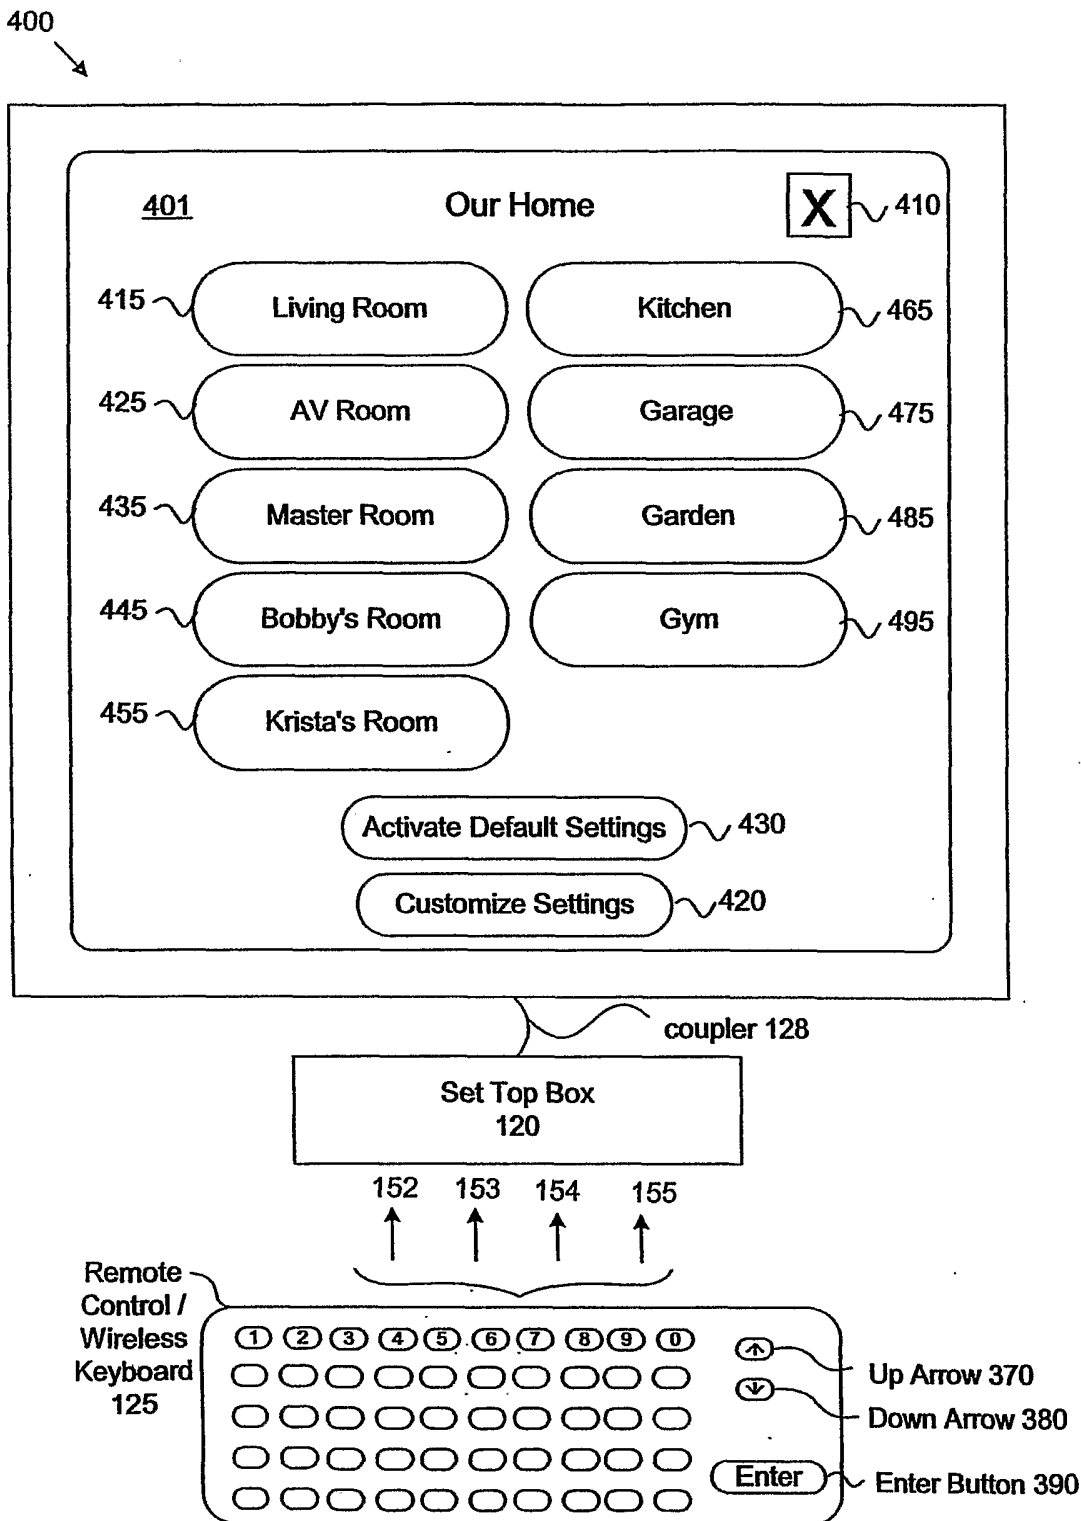 400
401 Our Home X 410
415 Living Room Kitchen 465
425 AV Room Garage 475
435 Master Room Garden 485
445 Bobby's Room Gym 495
455 Krista's Room
Activate Default Settings 430
Customize Settings 420
coupler 128
Set Top Box
120
152 153 154 155
Remote
Control /
Wireless
Keyboard
125
1 2 3 4 5 6 7 8 9 0
Up Arrow 370
Down Arrow 380
Enter Enter Button 390